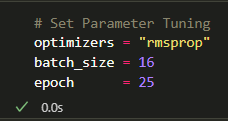 # Set Parameter Tuning
optimizers = "rmsprop"
batch_size = 16
epoch      = 25
0.0s